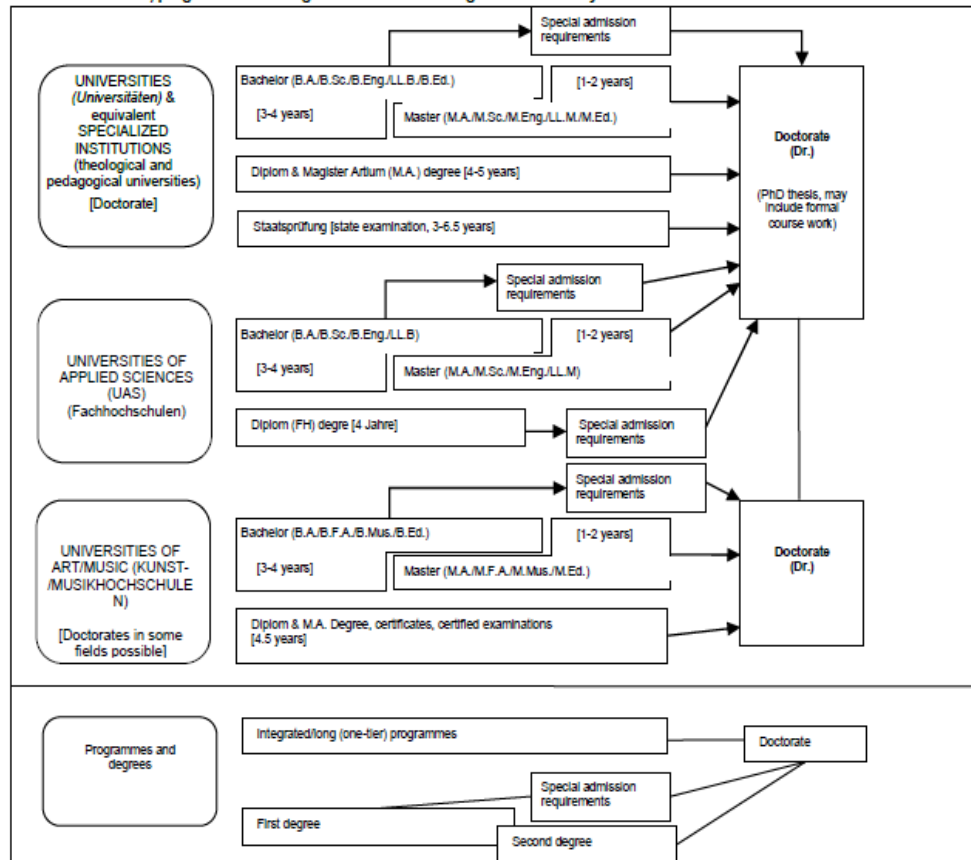 Special admission
requirements
UNIVERSITIES
(Universitäten) &
equivalent
SPECIALIZED
INSTITUTIONS
(theological and
pedagogical universities)
[Doctorate]
Bachelor (B.A./B.Sc./B.Eng./LL.B./B.Ed.)
[1-2 years]
[3-4 years]
Master (M.A./M.Sc./M.Eng./LL.M./M.Ed.)
Diplom & Magister Artium (M.A.) degree [4-5 years]
Staatsprüfung [state examination, 3-6.5 years]
Doctorate
(Dr.)
(PhD thesis, may
include formal
course work)
Special admission
requirements
UNIVERSITIES OF
APPLIED SCIENCES
(UAS)
(Fachhochschulen)
Bachelor (B.A./B.Sc./B.Eng./LL.B)
[1-2 years]
[3-4 years]
Master (M.A./M.Sc./M.Eng./LL.M)
Diplom (FH) degre [4 Jahre]
Special admission
requirements
Special admission
requirements
UNIVERSITIES OF
ART/MUSIC (KUNST-
/MUSIKHOCHSCHULE
N)
[Doctorates in some
fields possible]
Bachelor (B.A./B.F.A./B.Mus./B.Ed.)
[1-2 years]
[3-4 years]
Master (M.A./M.F.A./M.Mus./M.Ed.)
Diplom & M.A. Degree, certificates, certified examinations
[4.5 years]
Doctorate
(Dr.)
Programmes and
degrees
Integrated/long (one-tier) programmes
Doctorate
Special admission
requirements
First degree
Second degree